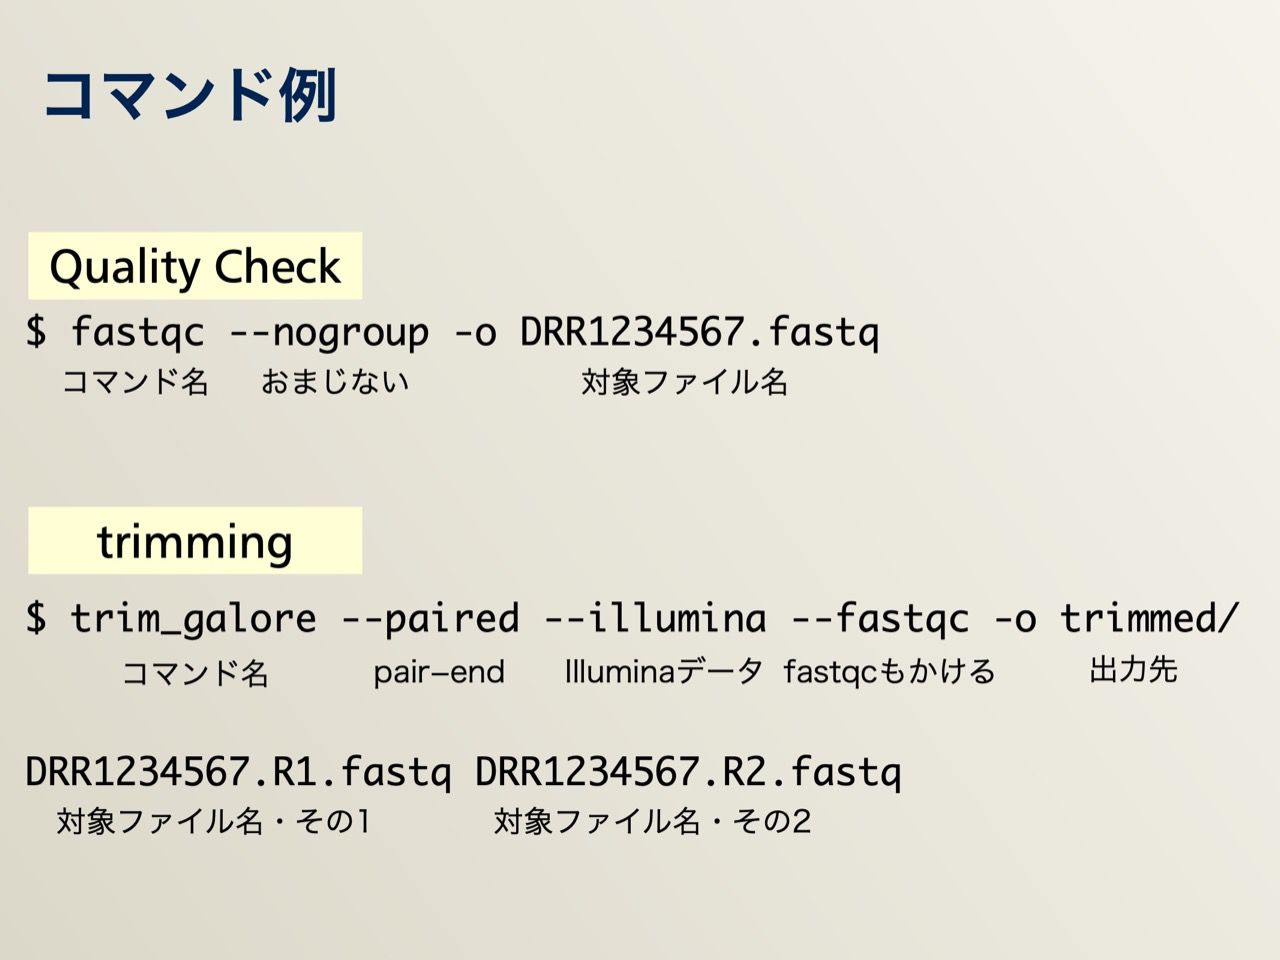 コマンド例
Quality Check
$ fastqc --nogroup -o DRR1234567.fastq
コマンド名 おまじない 対象ファイル名
trimming
$ trim_galore --paired --illumina --fastqc -o trimmed/
コマンド名 pair-end Illuminaデータ fastqcもかける 出力先
DRR1234567.R1.fastq DRR1234567.R2.fastq
対象ファイル名・その1 対象ファイル名・その2